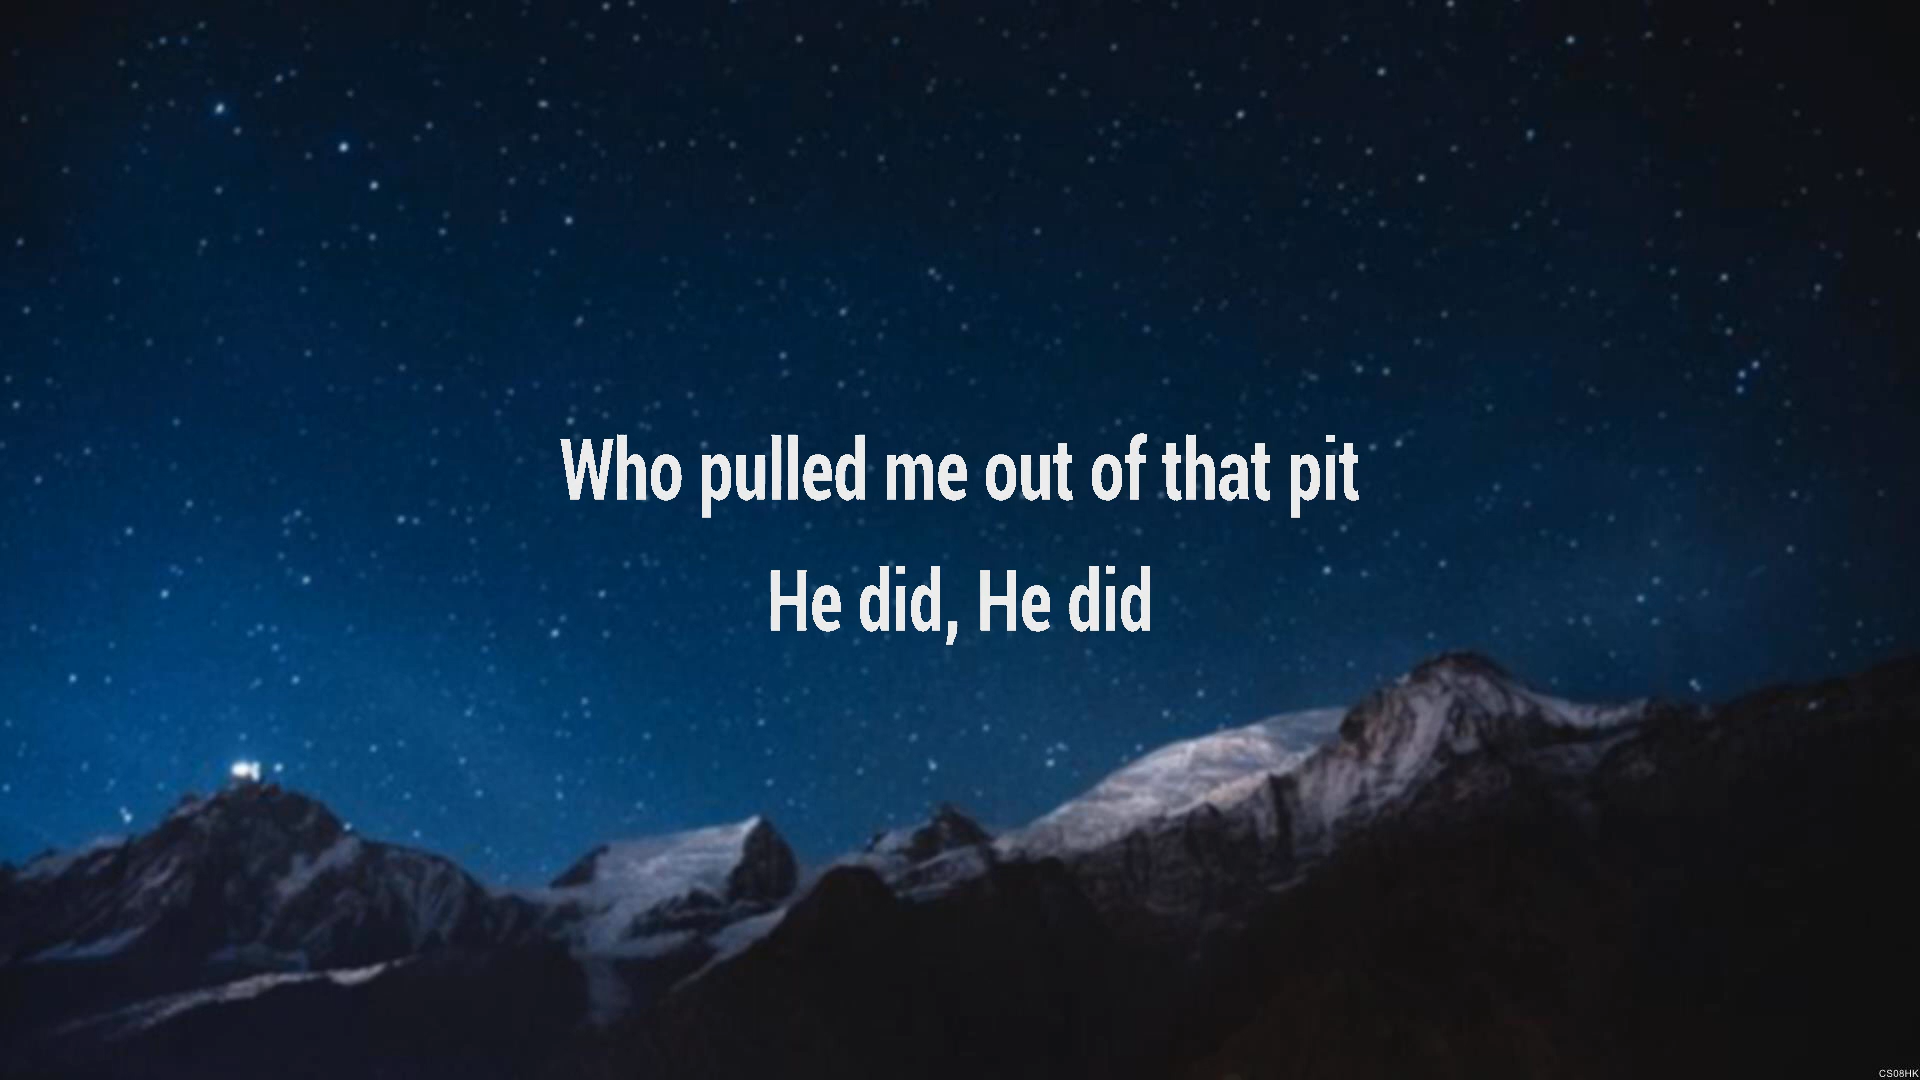 Who pulled me out of that pit
He did, He did
CS08HK